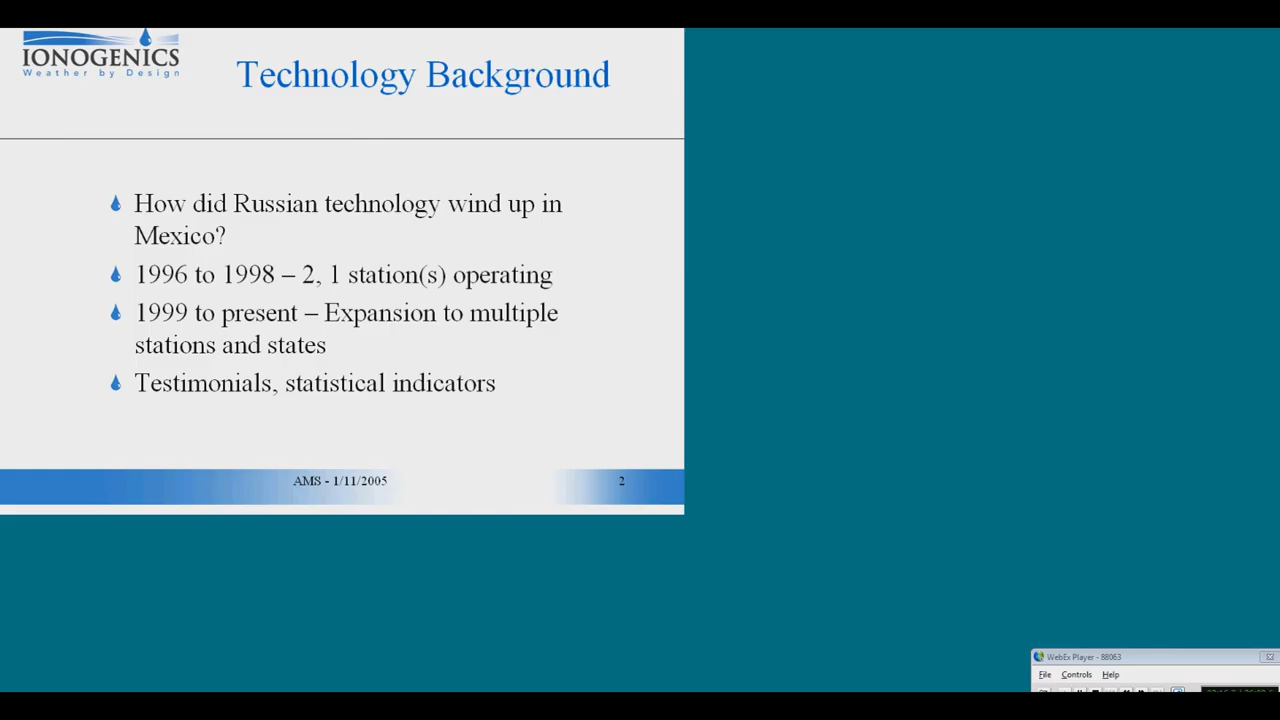 IONOGENICS
Weather by Design
Technology Background
How did Russian technology wind up in
Mexico?
1996 to 1998 – 2, 1 station(s) operating
1999 to present – Expansion to multiple
stations and states
Testimonials, statistical indicators
AMS - 1/11/2005
2
WebEx Player - 88063
File Controls Help